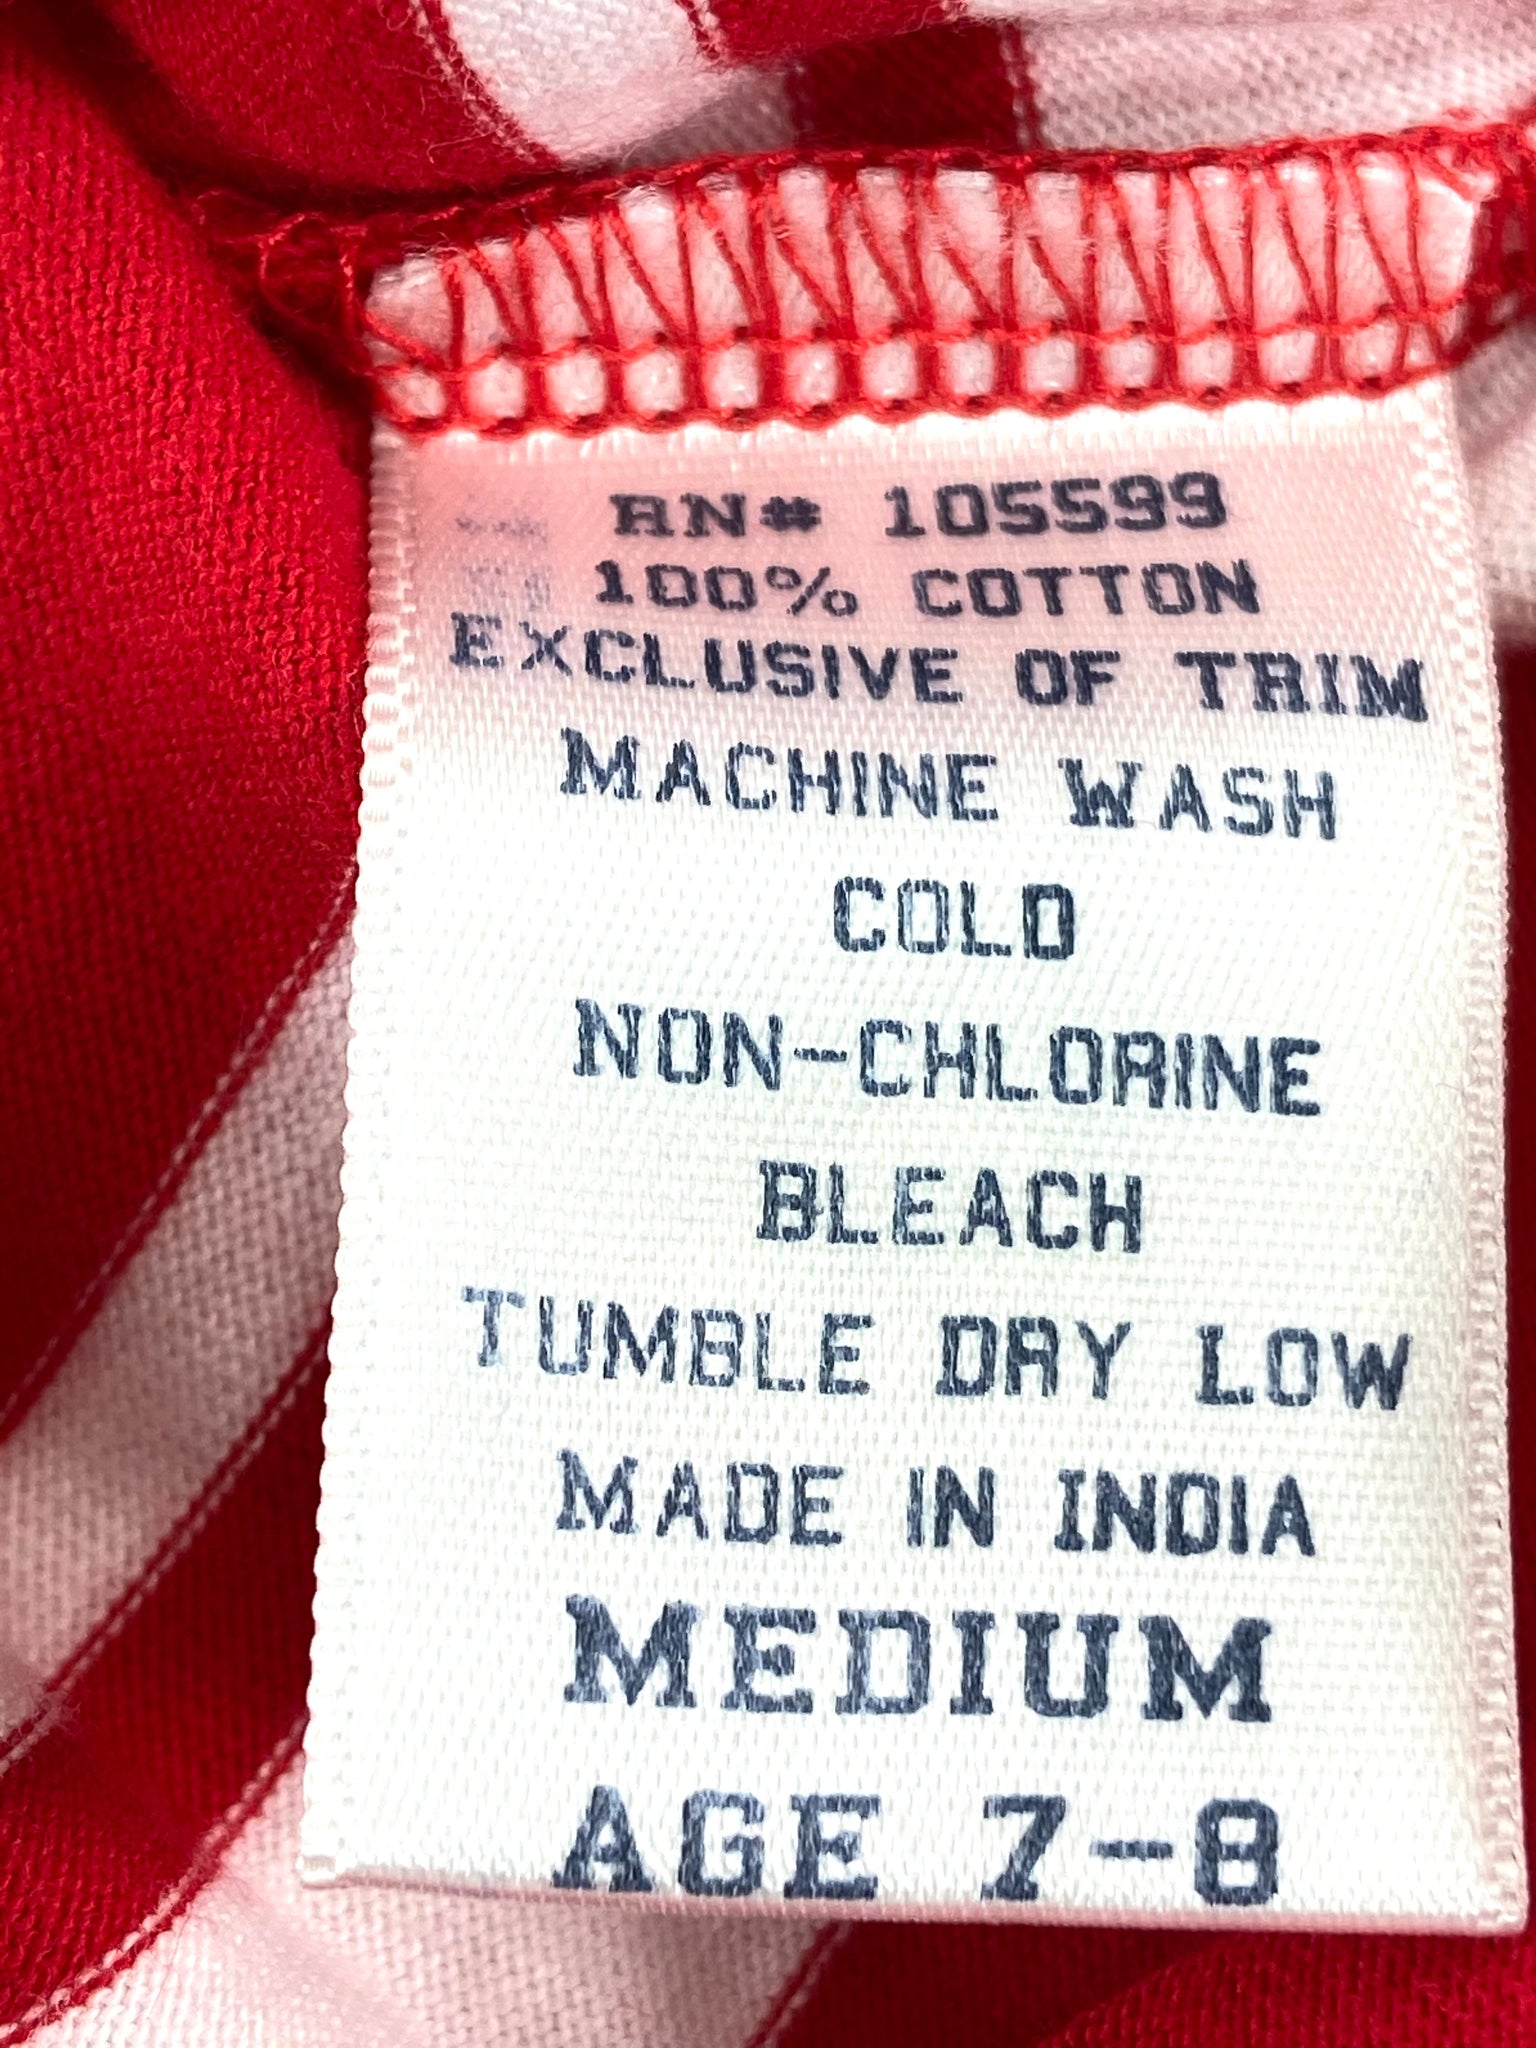 RN# 105599
100% COTTON
EXCLUSIVE OF TRIM
MACHINE WASH
COLD
NON-CHLORINE
BLEACH
TUMBLE DRY LOW
MADE IN INDIA
MEDIUM
AGE 7-8